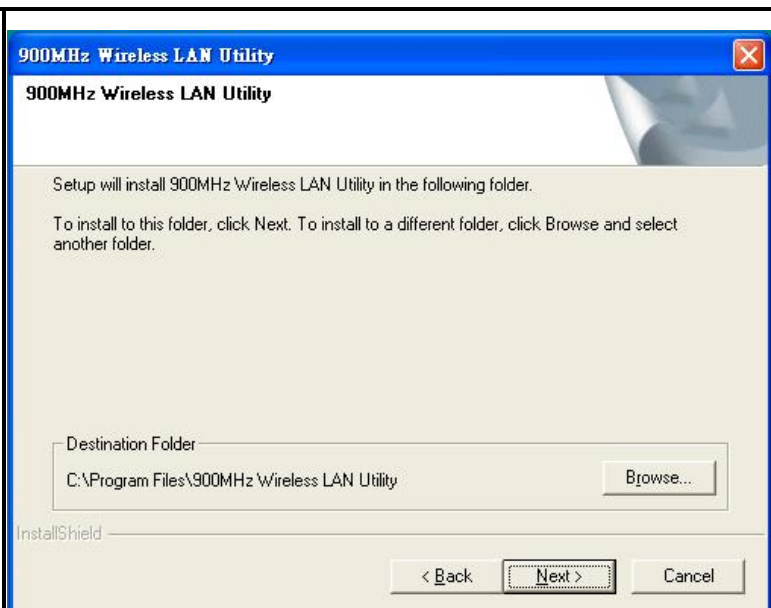 900MHz Wireless LAN Utility
900MHz Wireless LAN Utility
Setup will install 900MHz Wireless LAN Utility in the following folder.
To install to this folder, click Next. To install to a different folder, click Browse and select
another folder.
Destination Folder
C:\Program Files\900MHz Wireless LAN Utility
Browse...
InstallShield
< Back
Next >
Cancel